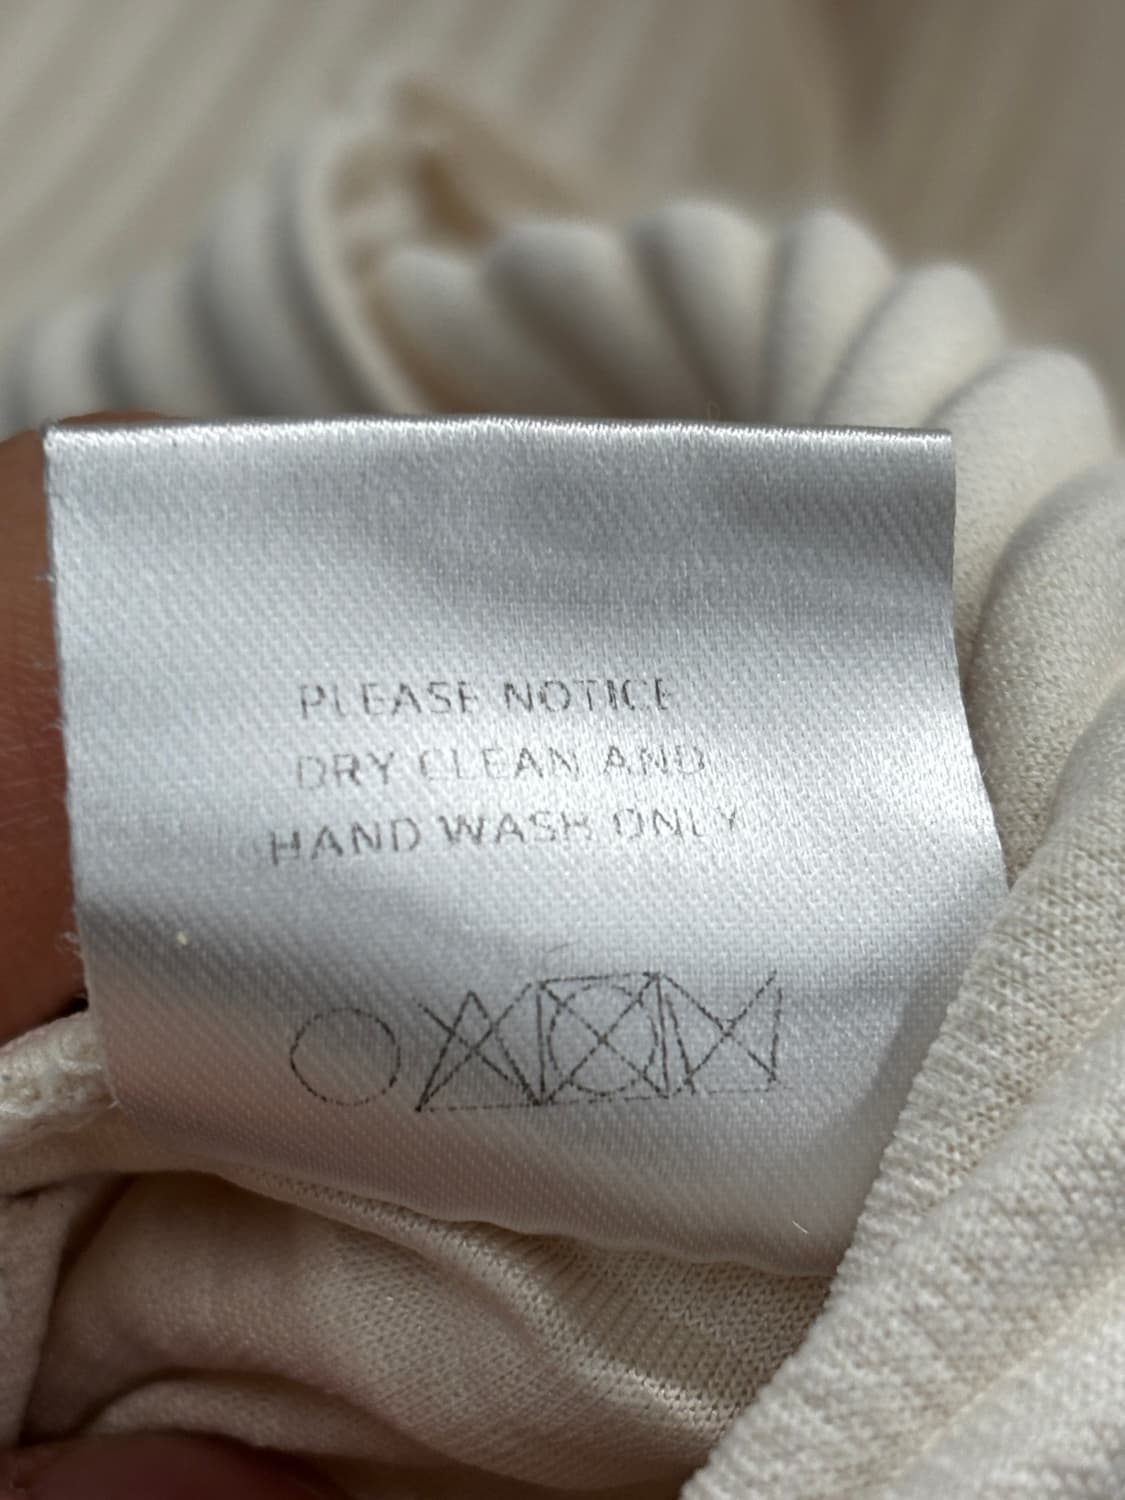 PLEASE NOTICE
DRY CLEAN AND
HAND WASH ONLY